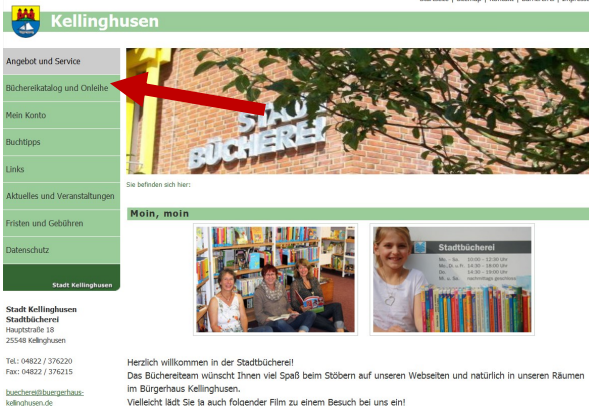 Kellinghusen
Angebot und Service
Büchereikatalog und Onleihe
Mein Konto
Buchtipps
Links
Aktuelles und Veranstaltungen
Fristen und Gebühren
Datenschutz
Stadt Kellinghusen
Stadt Kellinghusen
Stadtbücherei
Hauptstraße 18
25548 Kellinghusen
Tel.: 04822 / 376220
Fax: 04822 / 376215
buecherei@buergerhaus-
kellinghusen.de
STADT
BÜCHEREI
Sie befinden sich hier:
Moin, moin
Stadtbücherei
Herzlich willkommen in der Stadtbücherei!
Das Büchereiteam wünscht Ihnen viel Spaß beim Stöbern auf unseren Webseiten und natürlich in unseren Räumen
im Bürgerhaus Kellinghusen.
Vielleicht lädt Sie ja auch folgender Film zu einem Besuch bei uns ein!